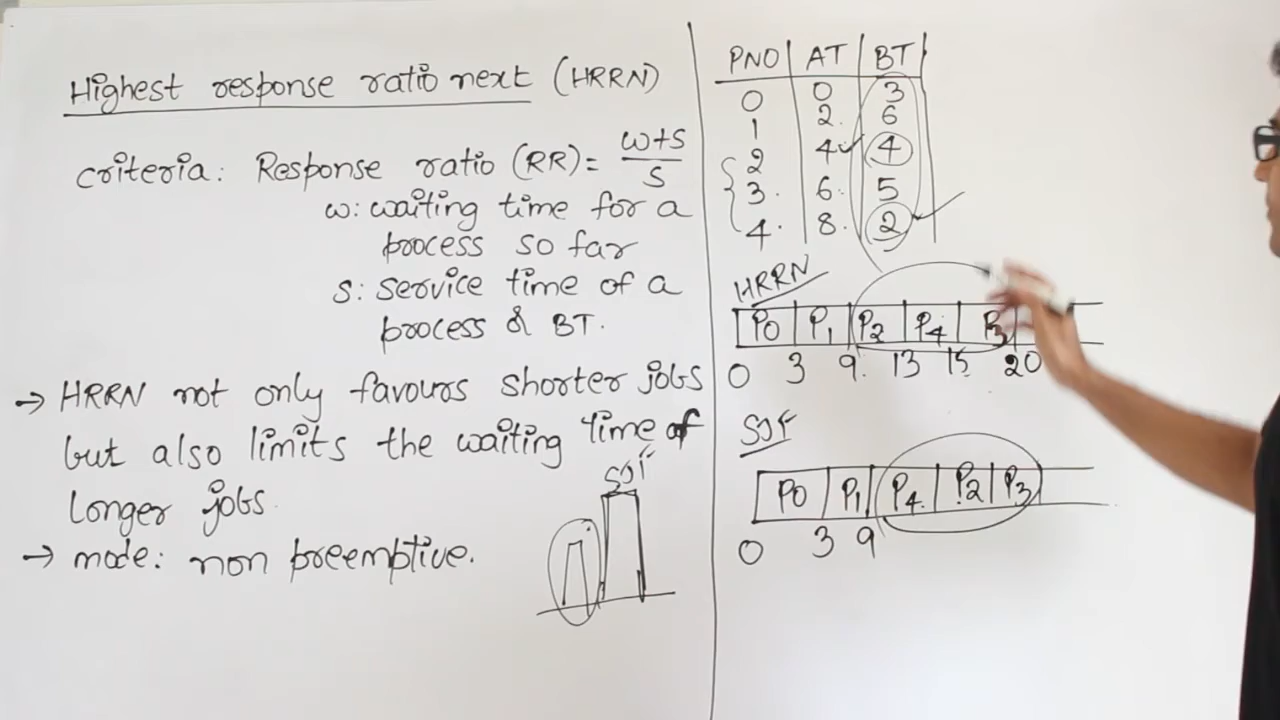 Highest response ratio next (HRRN)
criteria: Response ratio (RR) = w+s
s
w: waiting time for a
process so far
s: service time of a
process & BT.
→ HRRN not only favours shorter jobs
but also limits the waiting time of
longer jobs.
→ mode: non preemptive.
SJF
PNO AT BT
0 0 3
1 2 6
2 4 4
3 6 5
4 8 2
HRRN
P0 P1 P2 P4 P3
0 3 9 13 15 20
SJF
P0 P1 P4 P2 P3
0 3 9